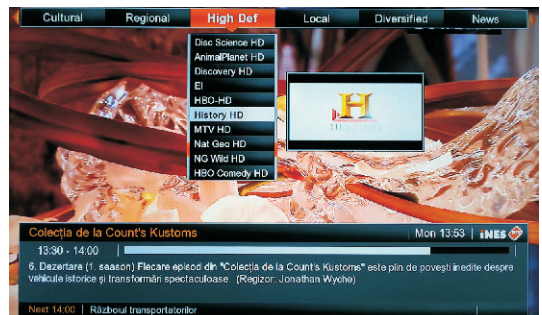 Cultural Regional High Def Local Diversified News
Disc Science HD
AnimalPlanet HD
Discovery HD
E!
HBO-HD
History HD
MTV HD
Nat Geo HD
NG Wild HD
HBO Comedy HD
H
Colecția de la Count's Kustoms Mon 13:53 iNES
13:30 - 14:00
6. Dezertare (1. season) Fiecare episod din "Colecția de la Count's Kustoms" este plin de povești inedite despre
vehicule istorice și transformări spectaculoase. (Regizor: Jonathan Wyche)
Next 14:00 Războiul transportatorilor